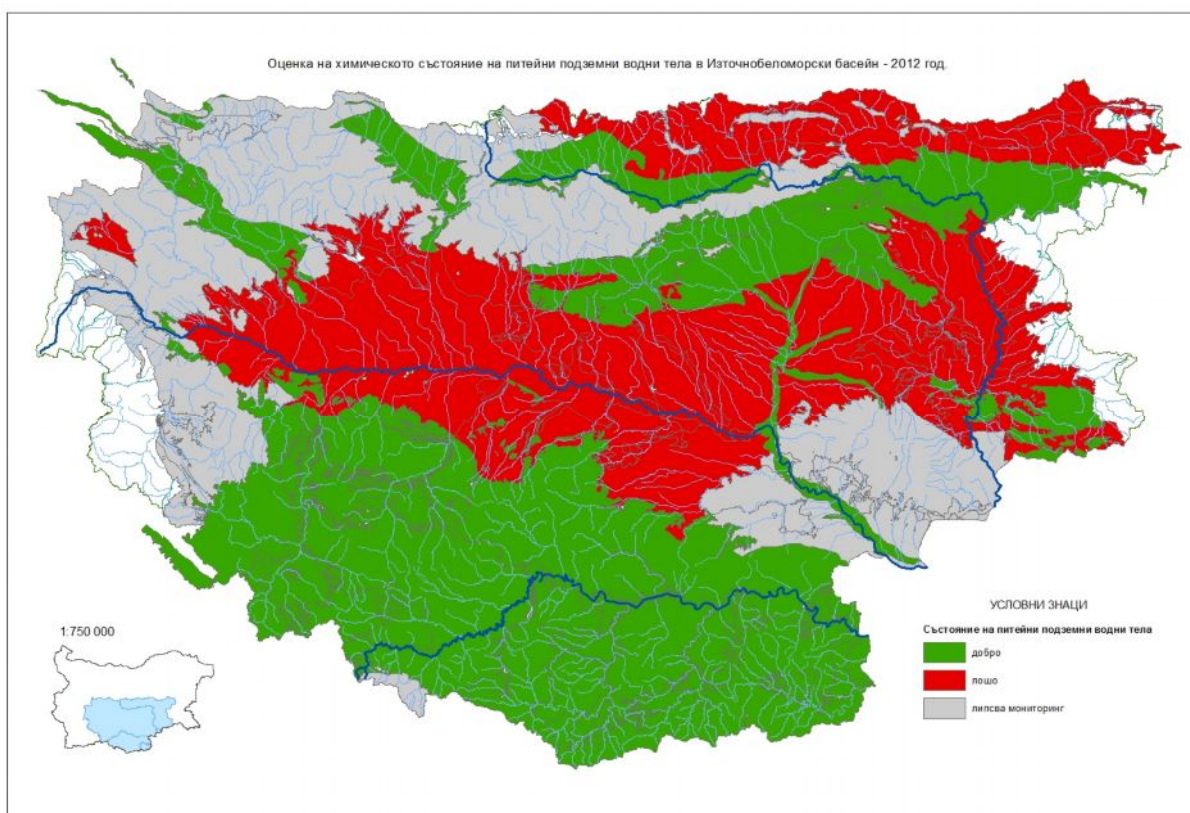 Оценка на химическото състояние на питейни подземни водни тела в Източнобеломорски басейн - 2012 год.
1:750 000
УСЛОВНИ ЗНАЦИ
Състояние на питейни подземни водни тела
добро
лошо
липсва мониторинг